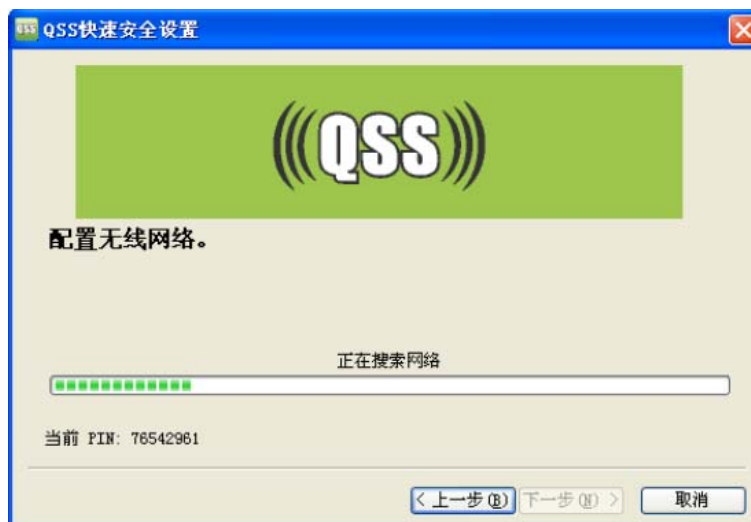 QSS QSS快速安全设置
(((QSS)))
配置无线网络。
正在搜索网络
当前 PIN: 76542961
< 上一步(B) 下一步(N) > 取消